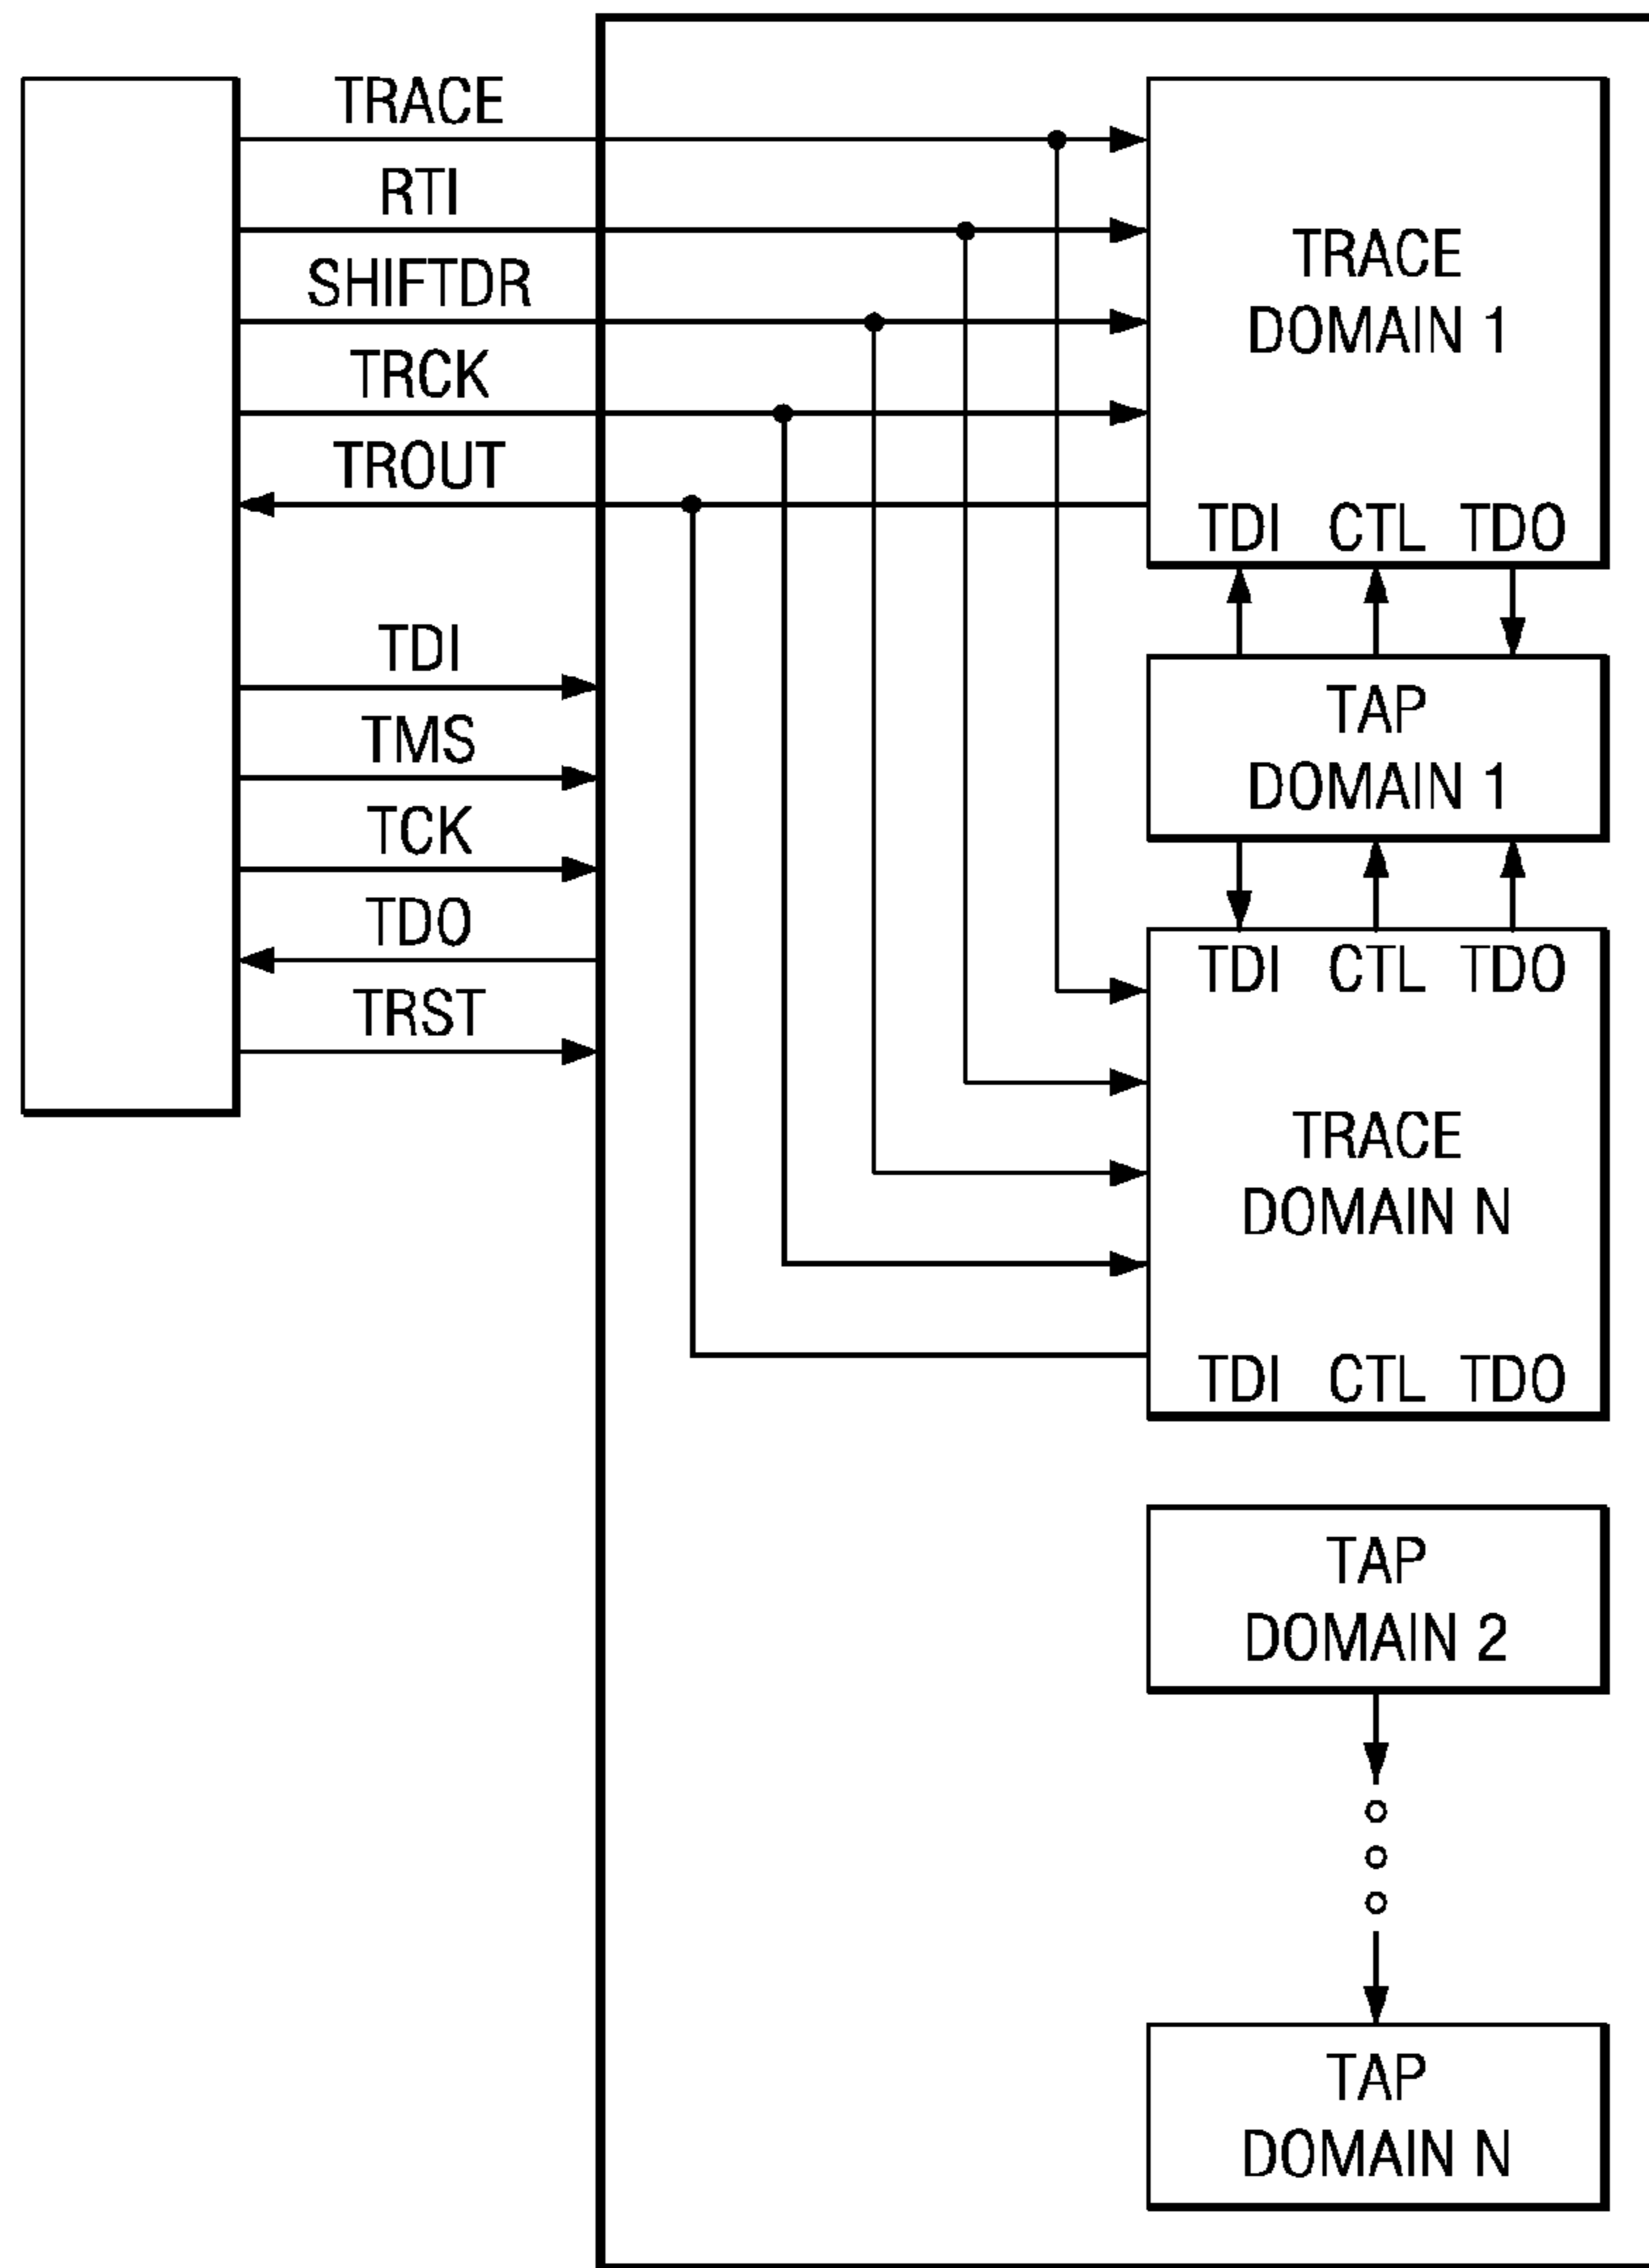 TRACE
RTI
SHIFTDR
TRCK
TROUT
TDI
TMS
TCK
TDO
TRST
TRACE
DOMAIN 1
TDI CTL TDO
TAP
DOMAIN 1
TDI CTL TDO
TRACE
DOMAIN N
TDI CTL TDO
TAP
DOMAIN 2
TAP
DOMAIN N